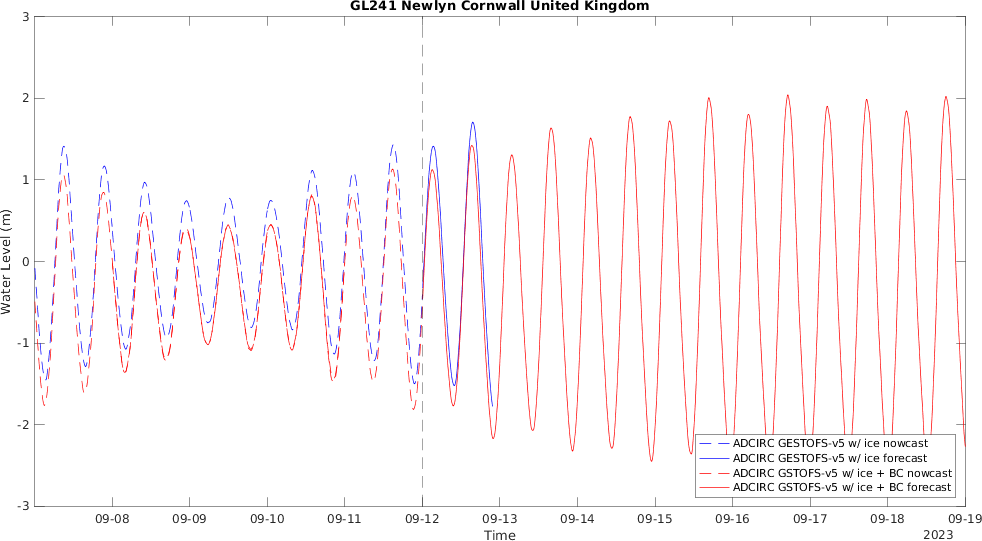 GL241 Newlyn Cornwall United Kingdom
3
2
1
0
-1
-2
-3
Water Level (m)
ADCIRC GESTOFS-v5 w/ ice nowcast
ADCIRC GESTOFS-v5 w/ ice forecast
ADCIRC GSTOFS-v5 w/ ice + BC nowcast
ADCIRC GSTOFS-v5 w/ ice + BC forecast
09-08 09-09 09-10 09-11 09-12 09-13 09-14 09-15 09-16 09-17 09-18 09-19
Time
2023